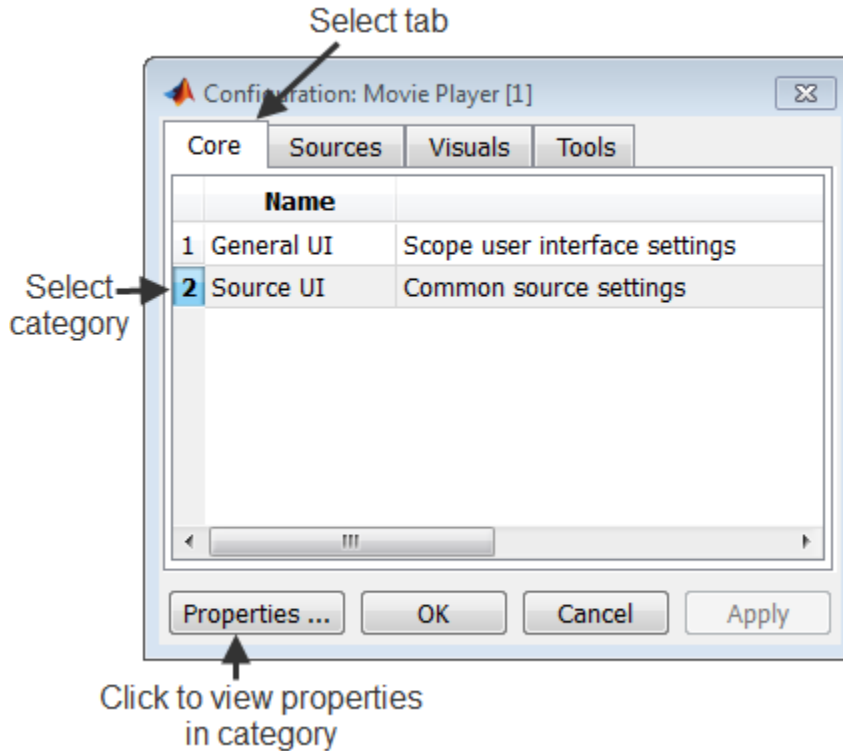 Select tab
Configuration: Movie Player [1]
Core Sources Visuals Tools
Name
1 General UI Scope user interface settings
2 Source UI Common source settings
Select
category
Properties ... OK Cancel Apply
Click to view properties
in category